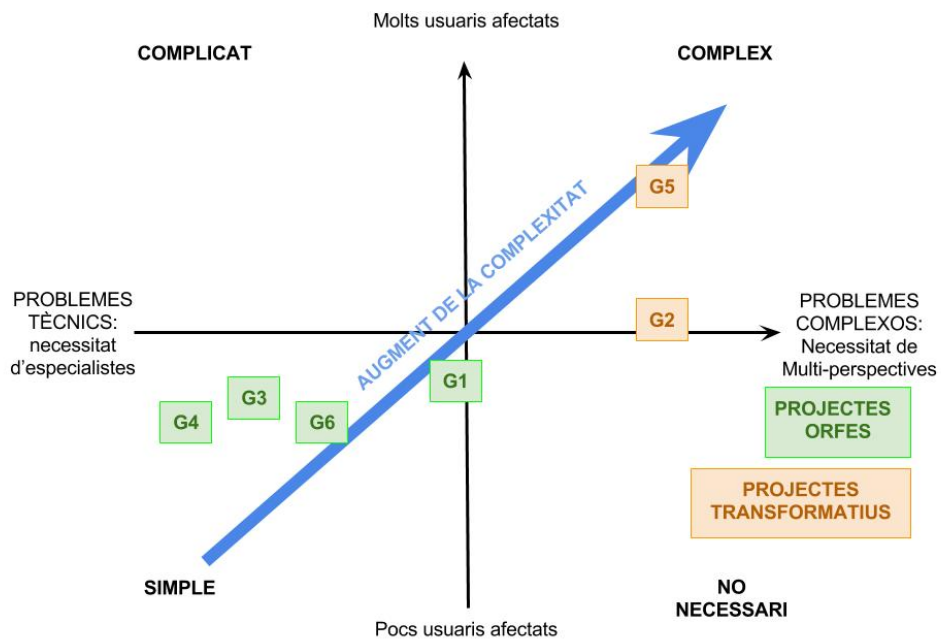 Molts usuaris afectats
COMPLICAT
COMPLEX
AUGMENT DE LA COMPLEXITAT
G5
PROBLEMES
TÈCNICS:
necessitat
d'especialistes
G2
PROBLEMES
COMPLEXOS:
Necessitat de
Multi-perspectives
G4
G3
G6
G1
PROJECTES
ORFES
PROJECTES
TRANSFORMATIUS
SIMPLE
NO
NECESSARI
Pocs usuaris afectats